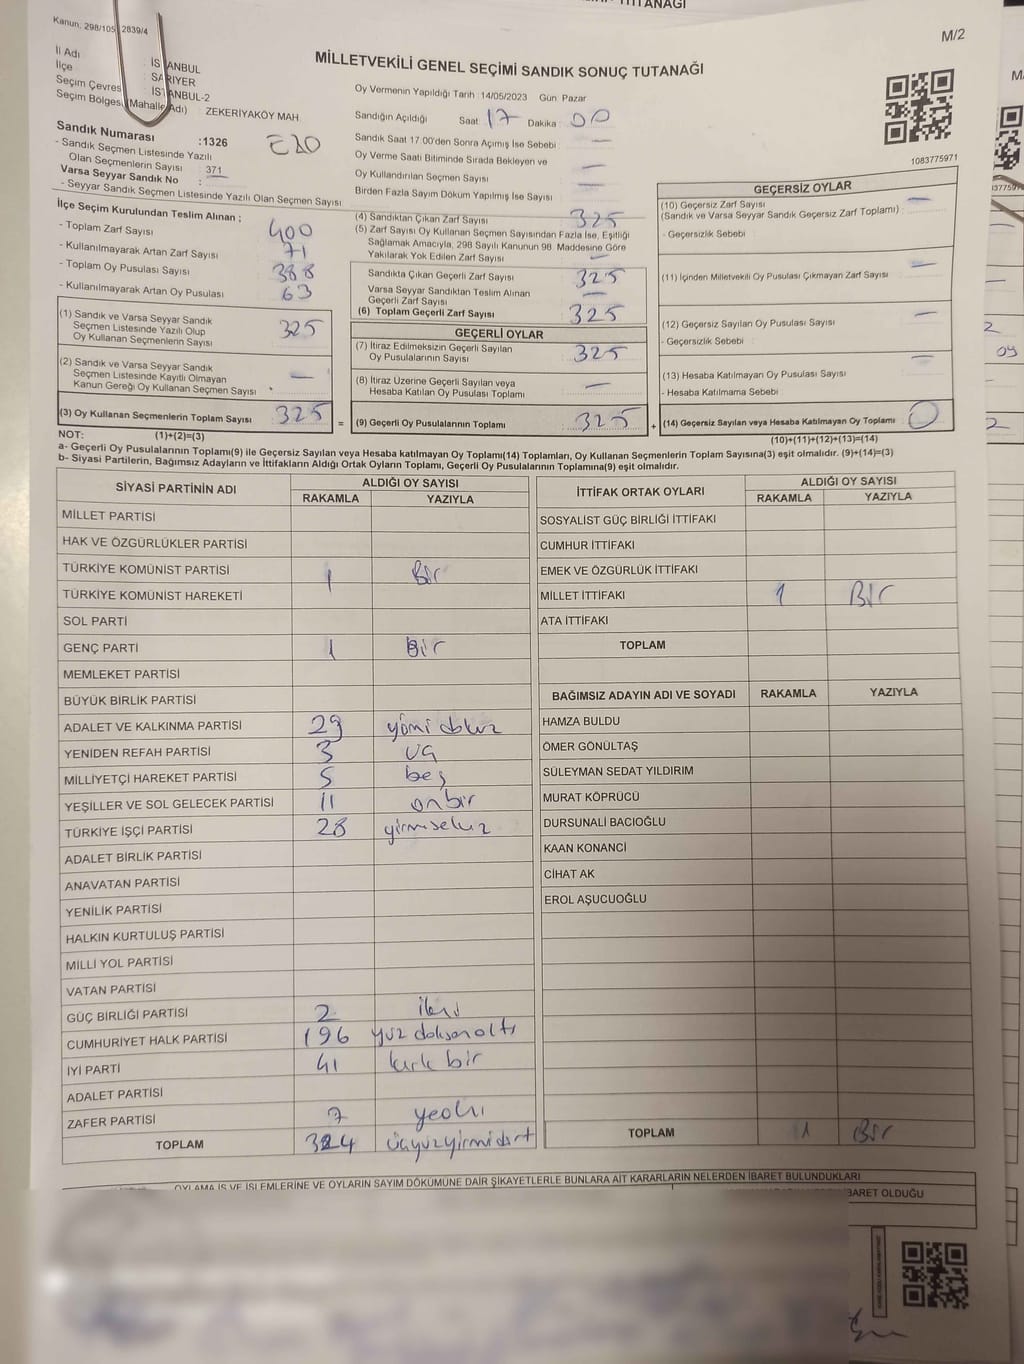 TUTANAĞI
Kanun: 298/105 2839/4
M/2
MİLLETVEKİLİ GENEL SEÇİMİ SANDIK SONUÇ TUTANAĞI
İl Adı : İSTANBUL
İlçe : SARIYER
Seçim Çevres : İSTANBUL-2
Seçim Bölges (Mahalle Adı) : ZEKERİYAKÖY MAH.
Sandık Numarası :1326
- Sandık Seçmen Listesinde Yazılı
Olan Seçmenlerin Sayısı : 371
Varsa Seyyar Sandık No :
- Seyyar Sandık Seçmen Listesinde Yazılı Olan Seçmen Sayısı
Oy Vermenin Yapıldığı Tarih :14/05/2023 Gün Pazar
Sandığın Açıldığı Saat 17 Dakika : 00
Sandık Saat 17:00'den Sonra Açımış İse Sebebi : —
Oy Verme Saati Bitiminde Sırada Bekleyen ve
Oy Kullandırılan Seçmen Sayısı —
Birden Fazla Sayım Döküm Yapılmış İse Sayısı —
1083775971
İlçe Seçim Kurulundan Teslim Alınan ;
- Toplam Zarf Sayısı 400
- Kullanılmayarak Artan Zarf Sayısı 71
- Toplam Oy Pusulası Sayısı 388
- Kullanılmayarak Artan Oy Pusulası 63
(1) Sandık ve Varsa Seyyar Sandık
Seçmen Listesinde Yazılı Olup
Oy Kullanan Seçmenlerin Sayısı 325
(2) Sandık ve Varsa Seyyar Sandık
Seçmen Listesinde Kayıtlı Olmayan
Kanun Gereği Oy Kullanan Seçmen Sayısı —
(3) Oy Kullanan Seçmenlerin Toplam Sayısı 325 =
(4) Sandıktan Çıkan Zarf Sayısı 325
(5) Zarf Sayısı Oy Kullanan Seçmen Sayısından Fazla İse, Eşitliği
Sağlamak Amacıyla, 298 Sayılı Kanunun 98 Maddesine Göre
Yakılarak Yok Edilen Zarf Sayısı —
Sandıkta Çıkan Geçerli Zarf Sayısı 325
Varsa Seyyar Sandıktan Teslim Alınan
Geçerli Zarf Sayısı —
(6) Toplam Geçerli Zarf Sayısı 325
GEÇERLİ OYLAR
(7) İtiraz Edilmeksizin Geçerli Sayılan
Oy Pusulalarının Sayısı 325
(8) İtiraz Üzerine Geçerli Sayılan veya
Hesaba Katılan Oy Pusulaları Toplamı —
(9) Geçerli Oy Pusulalarının Toplamı 325 +
GEÇERSİZ OYLAR
(10) Geçersiz Zarf Sayısı —
(Sandık ve Varsa Seyyar Sandık Geçersiz Zarf Toplamı) :
- Geçersizlik Sebebi :
(11) İçinden Milletvekili Oy Pusulası Çıkmayan Zarf Sayısı —
(12) Geçersiz Sayılan Oy Pusulası Sayısı —
- Geçersizlik Sebebi :
(13) Hesaba Katılmayan Oy Pusulası Sayısı —
- Hesaba Katılmama Sebebi :
(14) Geçersiz Sayılan veya Hesaba Katılmayan Oy Toplamı 0
NOT: (1)+(2)=(3)
(10)+(11)+(12)+(13)=(14)
a- Geçerli Oy Pusulalarının Toplamı(9) ile Geçersiz Sayılan veya Hesaba katılmayan Oy Toplamı(14) Toplamları, Oy Kullanan Seçmenlerin Toplam Sayısına(3) eşit olmalıdır. (9)+(14)=(3)
b- Siyasi Partilerin, Bağımsız Adayların ve İttifakların Aldığı Ortak Oyların Toplamı, Geçerli Oy Pusulalarının Toplamına(9) eşit olmalıdır.
SİYASİ PARTİNİN ADI ALDIĞI OY SAYISI
RAKAMLA YAZIYLA
MİLLET PARTİSİ
HAK VE ÖZGÜRLÜKLER PARTİSİ
TÜRKİYE KOMÜNİST PARTİSİ 1 Bir
TÜRKİYE KOMÜNİST HAREKETİ
SOL PARTİ
GENÇ PARTİ 1 Bir
MEMLEKET PARTİSİ
BÜYÜK BİRLİK PARTİSİ
ADALET VE KALKINMA PARTİSİ 29 yirmi dokuz
YENİDEN REFAH PARTİSİ 3 üç
MİLLİYETÇİ HAREKET PARTİSİ 5 beş
YEŞİLLER VE SOL GELECEK PARTİSİ 11 onbir
TÜRKİYE İŞÇİ PARTİSİ 28 yirmisekiz
ADALET BİRLİK PARTİSİ
ANAVATAN PARTİSİ
YENİLİK PARTİSİ
HALKIN KURTULUŞ PARTİSİ
MİLLİ YOL PARTİSİ
VATAN PARTİSİ
GÜÇ BİRLİĞİ PARTİSİ 2 iki
CUMHURİYET HALK PARTİSİ 196 yüz doksan altı
İYİ PARTİ 41 kırk bir
ADALET PARTİSİ
ZAFER PARTİSİ 7 yedi
TOPLAM 324 üçyüzyirmidört
İTTİFAK ORTAK OYLARI ALDIĞI OY SAYISI
RAKAMLA YAZIYLA
SOSYALİST GÜÇ BİRLİĞİ İTTİFAKI
CUMHUR İTTİFAKI
EMEK VE ÖZGÜRLÜK İTTİFAKI
MİLLET İTTİFAKI 1 Bir
ATA İTTİFAKI
TOPLAM
BAĞIMSIZ ADAYIN ADI VE SOYADI RAKAMLA YAZIYLA
HAMZA BULDU
ÖMER GÖNÜLTAŞ
SÜLEYMAN SEDAT YILDIRIM
MURAT KÖPRÜCÜ
DURSUNALİ BACIOĞLU
KAAN KONANCİ
CİHAT AK
EROL AŞUCUOĞLU
TOPLAM 1 Bir
OYLAMA İŞ VE İŞLEMLERİNE VE OYLARIN SAYIM DÖKÜMÜNE DAİR ŞİKAYETLERLE BUNLARA AİT KARARLARIN NELERDEN İBARET BULUNDUKLARI
BARET OLDUĞU